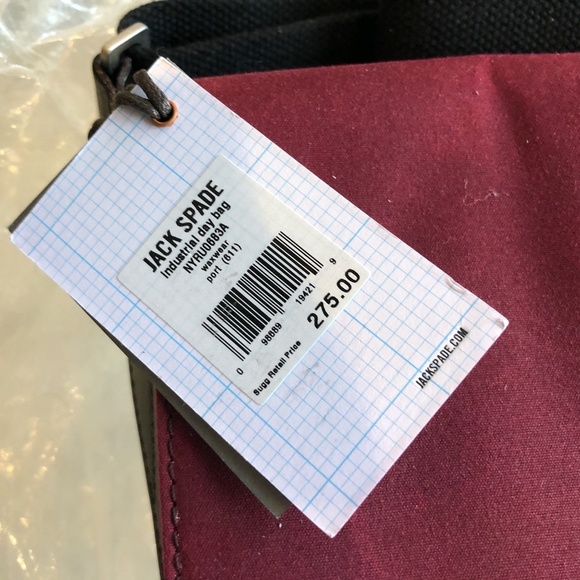 JACK SPADE
Industrial day bag
NYRU0683A
waxwear
port (611)
0 98689 19421 9
Sugg Retail Price 275.00
JACKSPADE.COM